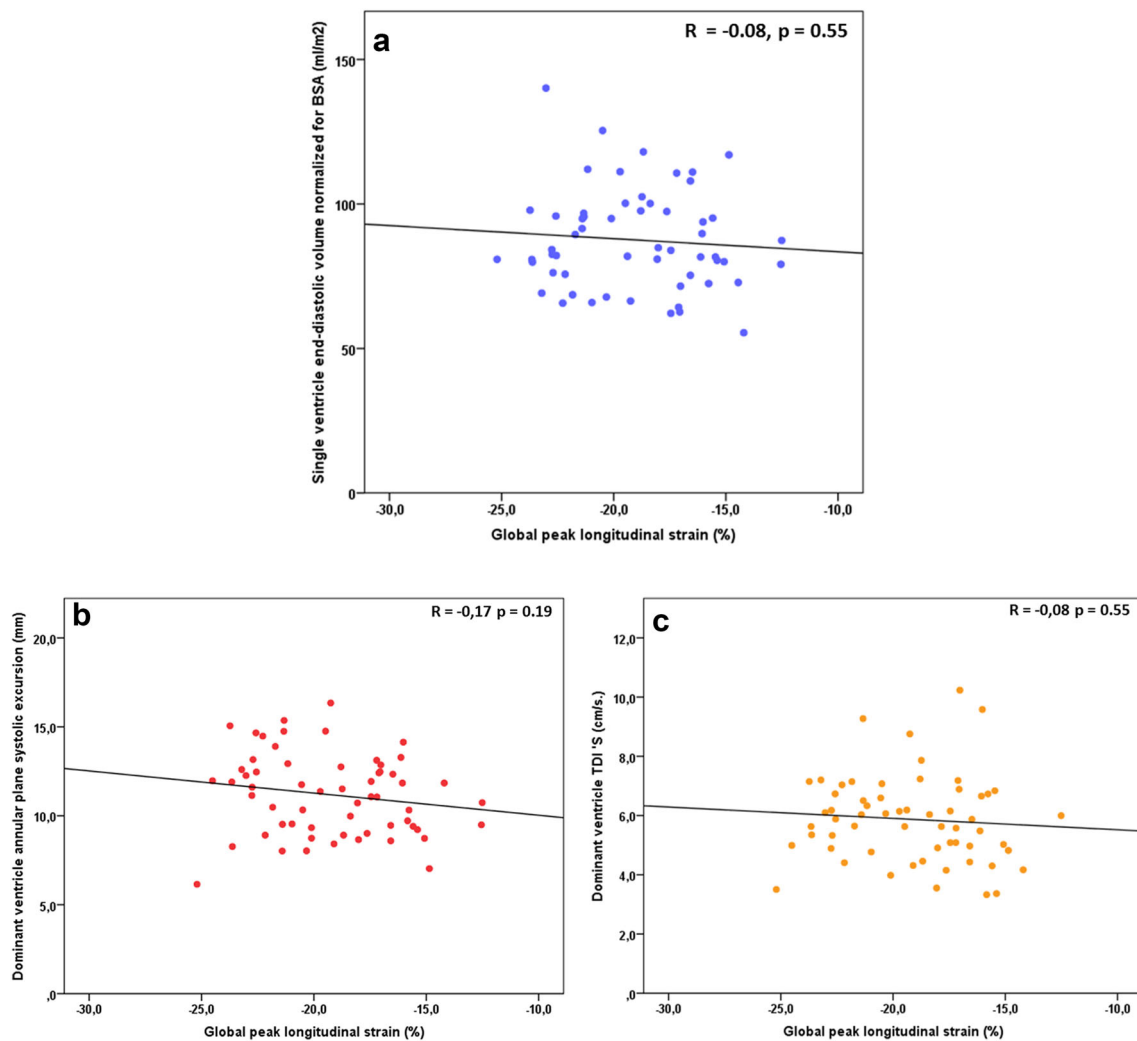 a
R = -0.08, p = 0.55
Single ventricle end-diastolic volume normalized for BSA (ml/m2)
150
100
50
0
-30,0 -25,0 -20,0 -15,0 -10,0
Global peak longitudinal strain (%)
b
R = -0,17 p = 0.19
Dominant ventricle annular plane systolic excursion (mm)
20,0
15,0
10,0
5,0
,0
-30,0 -25,0 -20,0 -15,0 -10,0
Global peak longitudinal strain (%)
c
R = -0,08 p = 0.55
Dominant ventricle TDI 'S (cm/s.)
12,0
10,0
8,0
6,0
4,0
2,0
,0
-30,0 -25,0 -20,0 -15,0 -10,0
Global peak longitudinal strain (%)